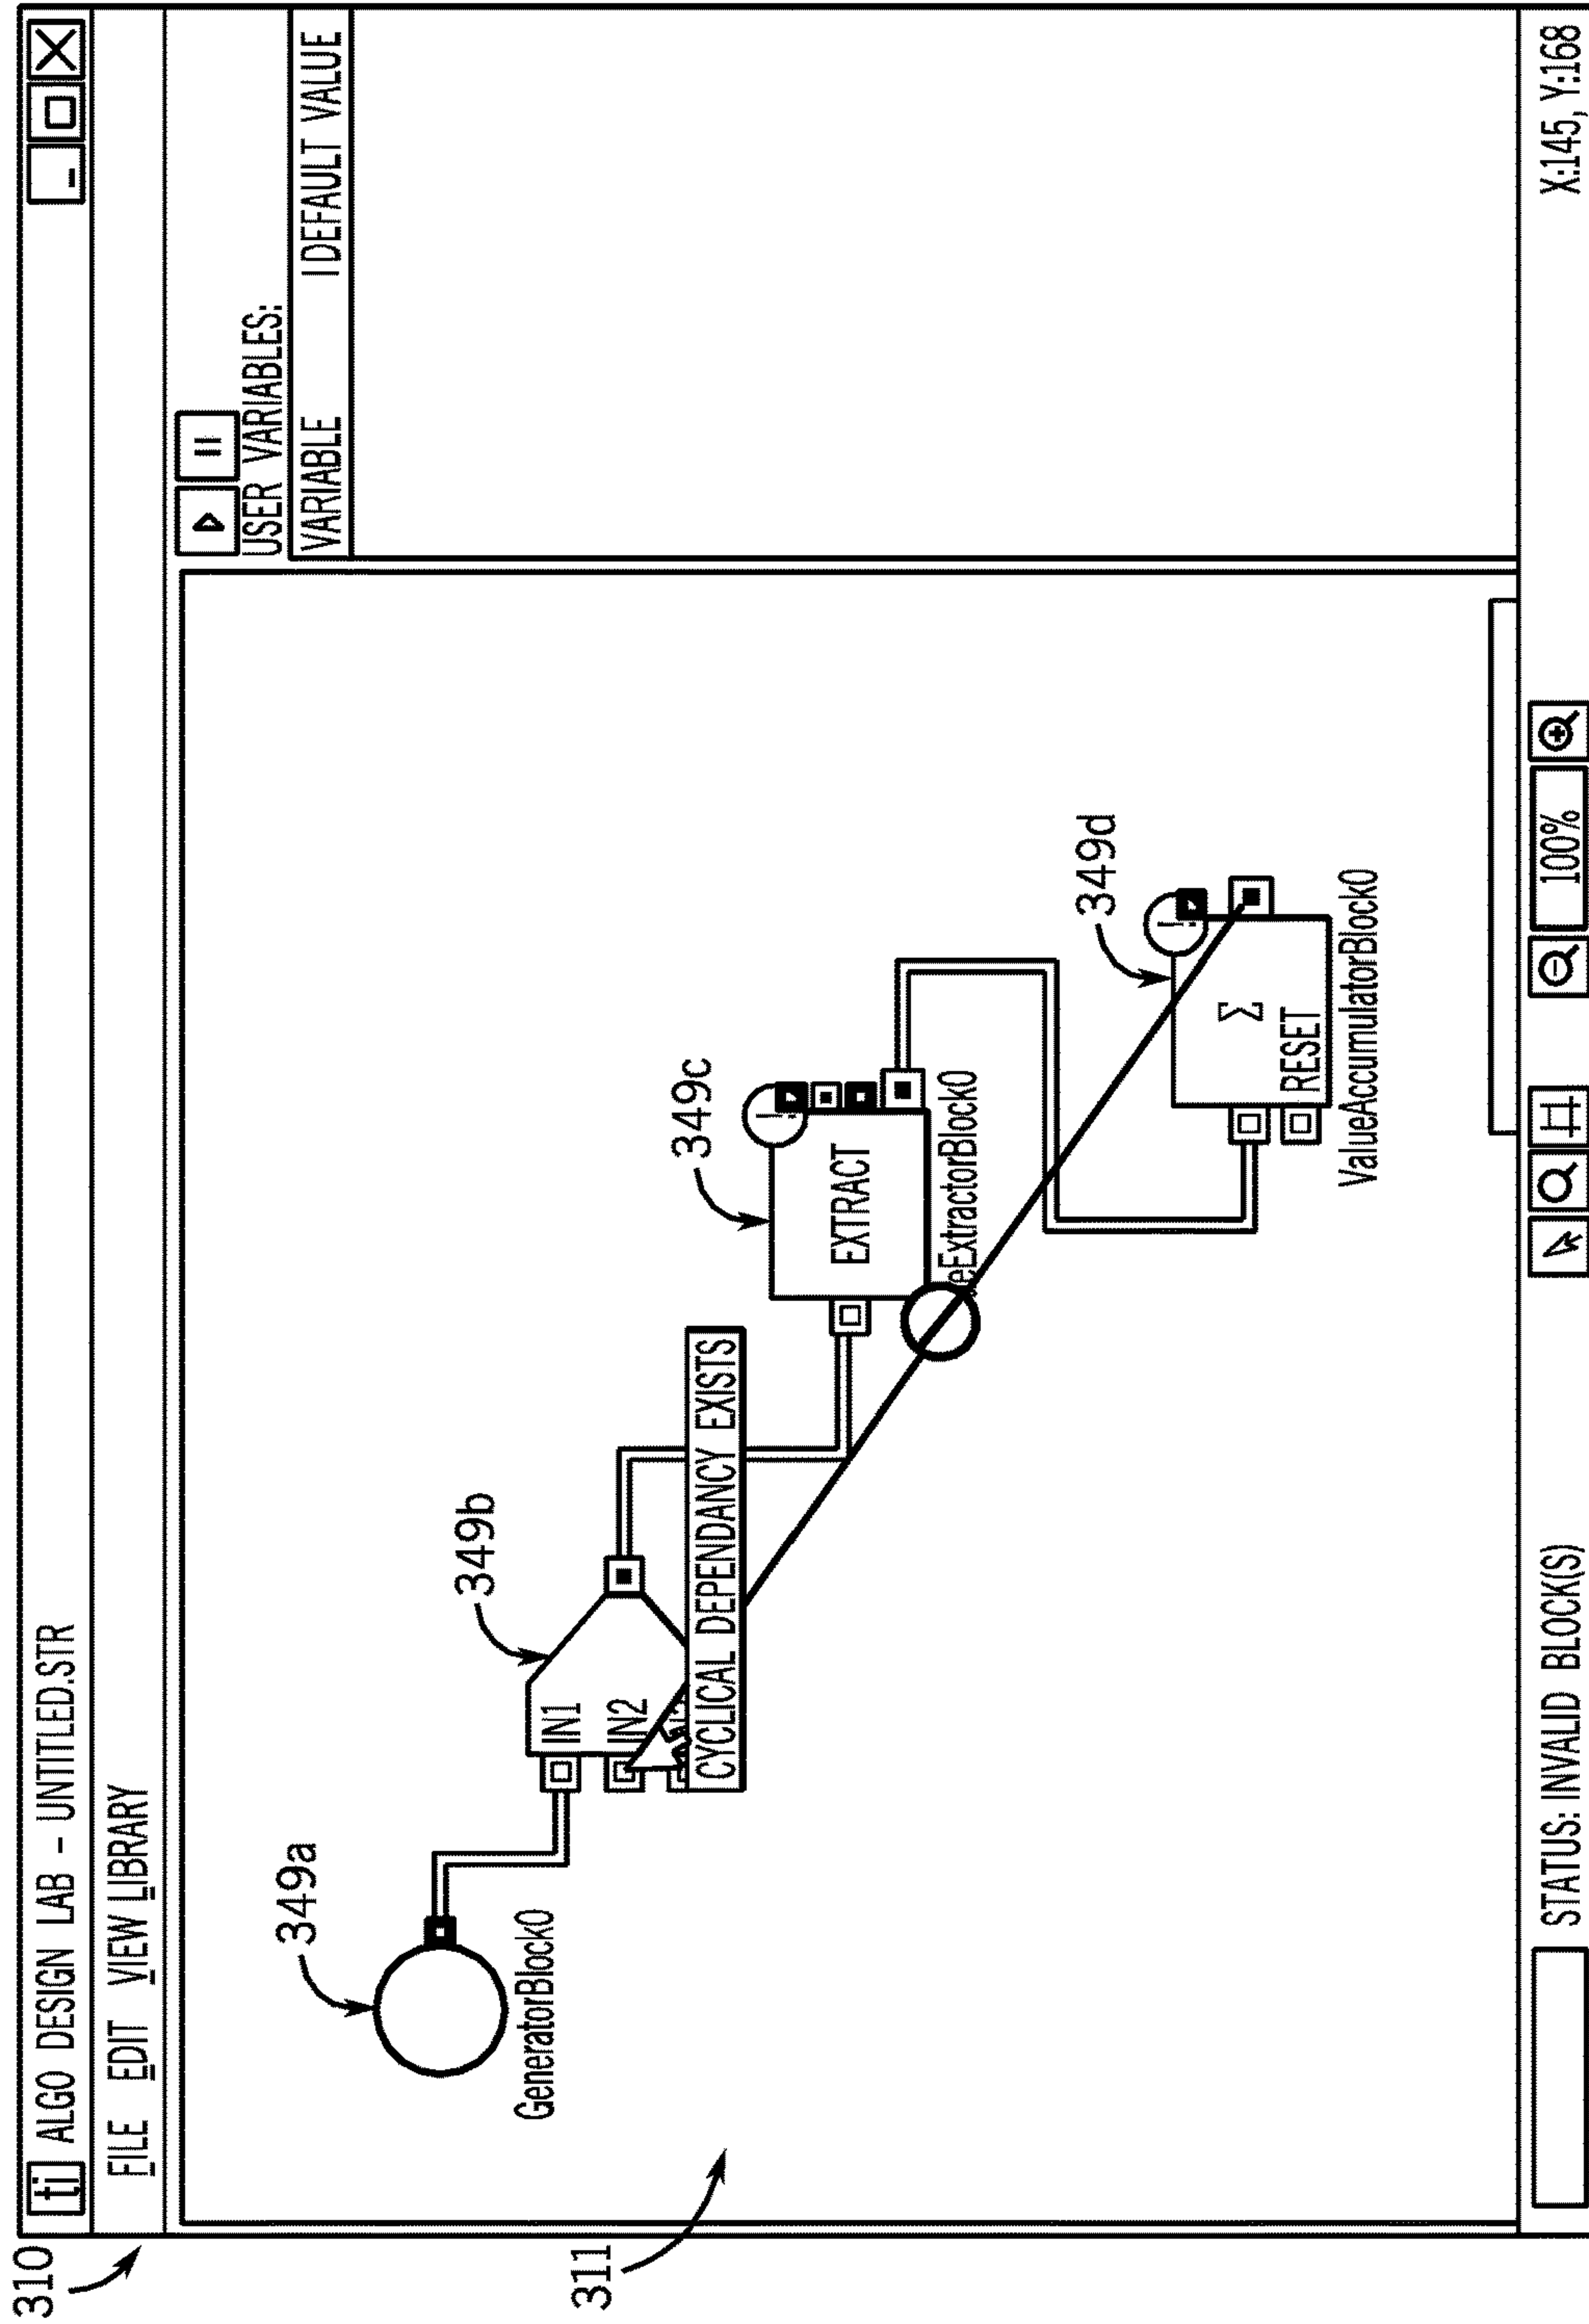 310
ti ALGO DESIGN LAB - UNTITLED.STR
FILE EDIT VIEW LIBRARY
USER VARIABLES:
VARIABLE | DEFAULT VALUE
311
349a
GeneratorBlock0
349b
IN1
IN2
CYCLICAL DEPENDANCY EXISTS
349c
EXTRACT
eExtractorBlock0
349d
Σ
RESET
ValueAccumulatorBlock0
STATUS: INVALID BLOCK(S)
100%
X:145, Y:168